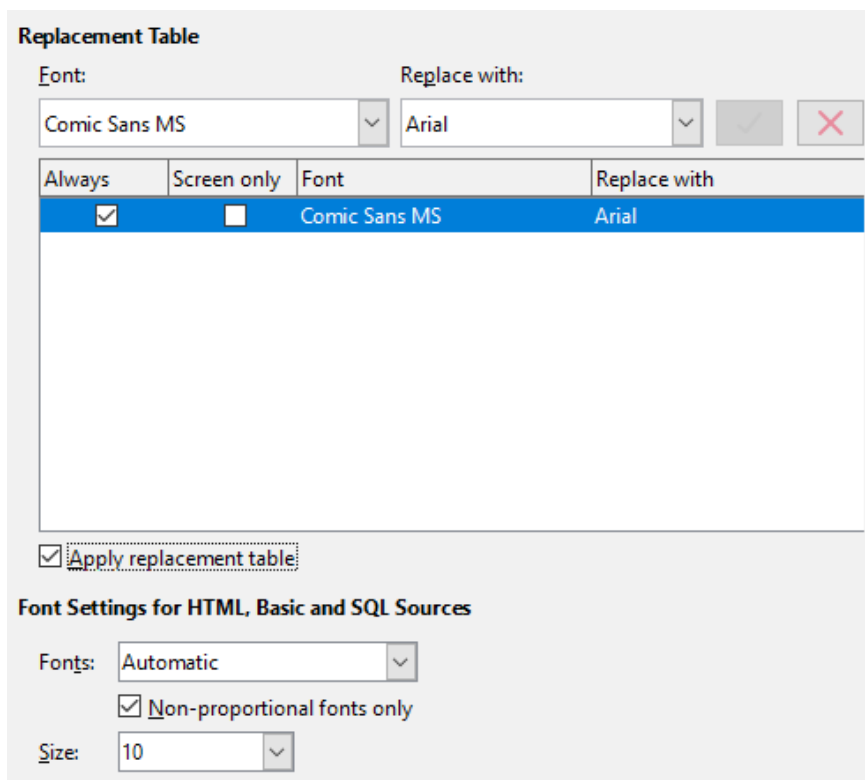 Replacement Table
Font: Replace with:
Comic Sans MS Arial
Always Screen only Font Replace with
Comic Sans MS Arial
Apply replacement table
Font Settings for HTML, Basic and SQL Sources
Fonts: Automatic
Non-proportional fonts only
Size: 10